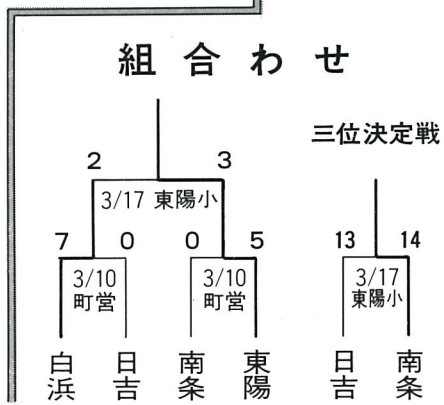 組合わせ
三位決定戦
2 3
3/17 東陽小
7 0 0 5 13 14
3/10 3/10 3/17
町営 町営 東陽小
白浜 日吉 南条 東陽 日吉 南条